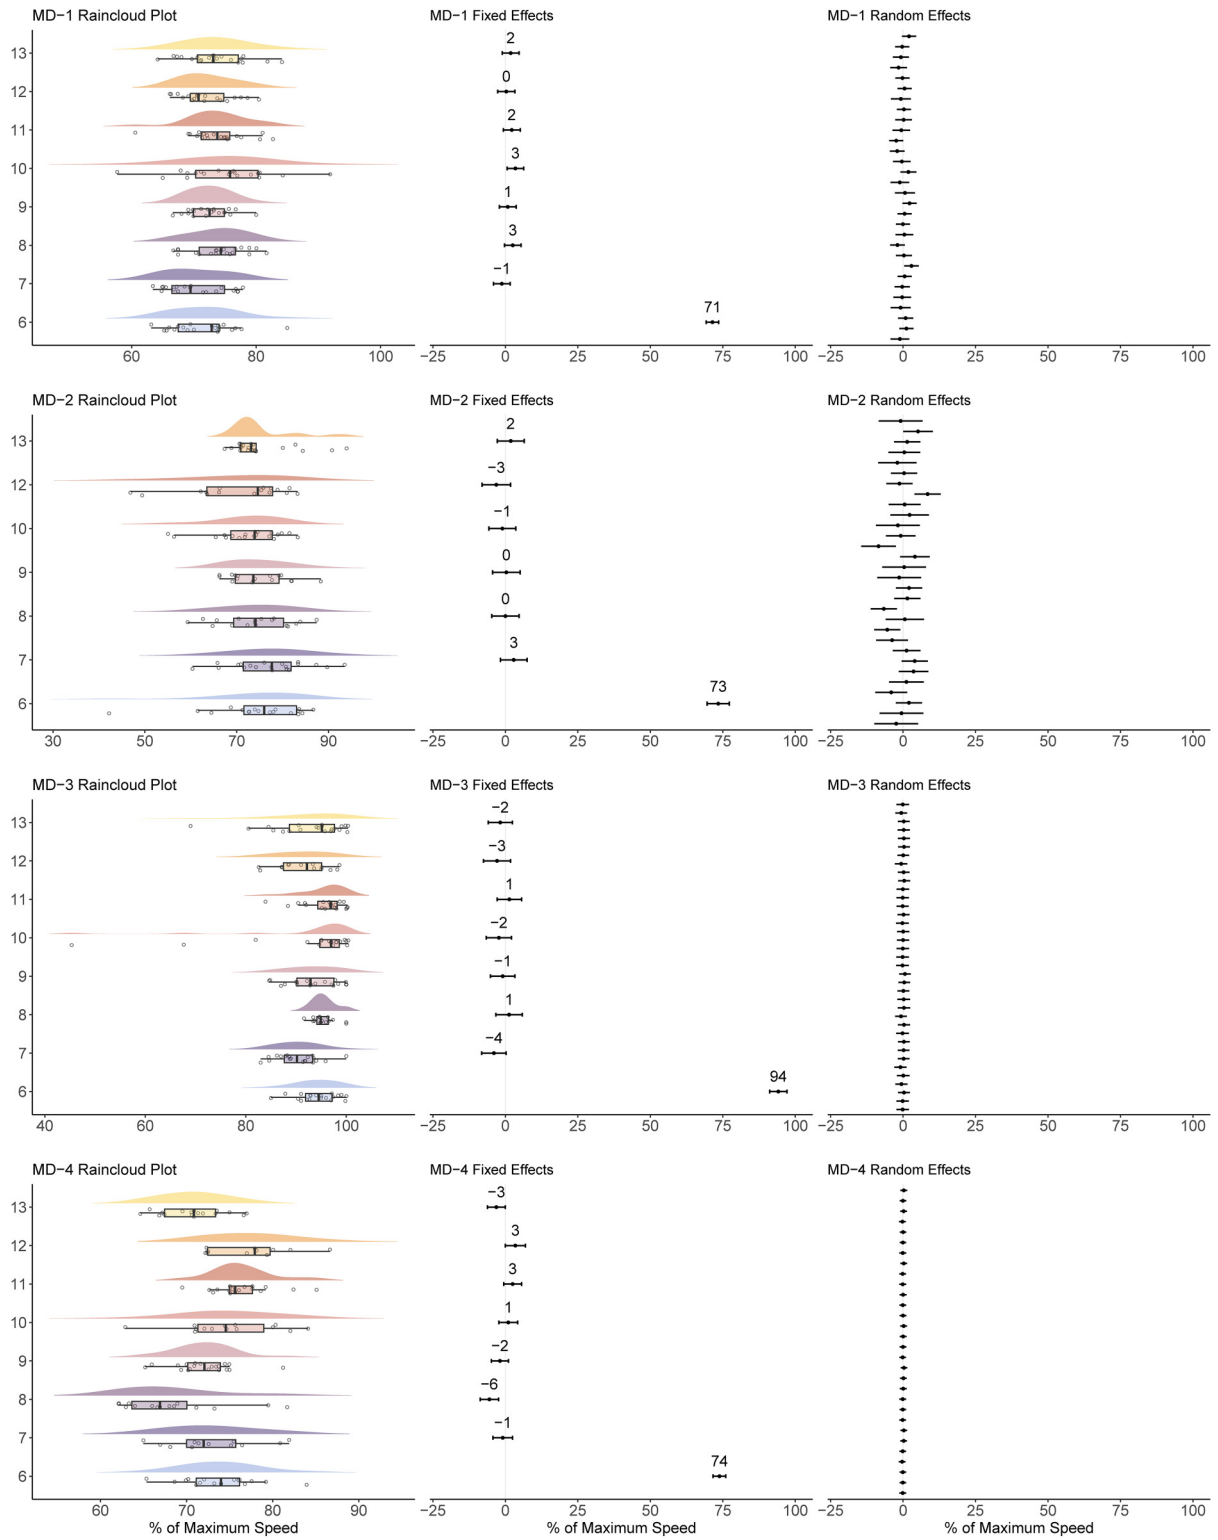 MD−1 Raincloud Plot
MD−1 Fixed Effects
MD−1 Random Effects
13
12
11
10
9
8
7
6
2
0
2
3
1
3
−1
71
60 80 100
−25 0 25 50 75 100
−25 0 25 50 75 100
MD−2 Raincloud Plot
MD−2 Fixed Effects
MD−2 Random Effects
13
12
10
9
8
7
6
2
−3
−1
0
0
3
73
30 50 70 90
−25 0 25 50 75 100
−25 0 25 50 75 100
MD−3 Raincloud Plot
MD−3 Fixed Effects
MD−3 Random Effects
13
12
11
10
9
8
7
6
−2
−3
1
−2
−1
1
−4
94
40 60 80 100
−25 0 25 50 75 100
−25 0 25 50 75 100
MD−4 Raincloud Plot
MD−4 Fixed Effects
MD−4 Random Effects
13
12
11
10
9
8
7
6
−3
3
3
1
−2
−6
−1
74
60 70 80 90
−25 0 25 50 75 100
−25 0 25 50 75 100
% of Maximum Speed
% of Maximum Speed
% of Maximum Speed